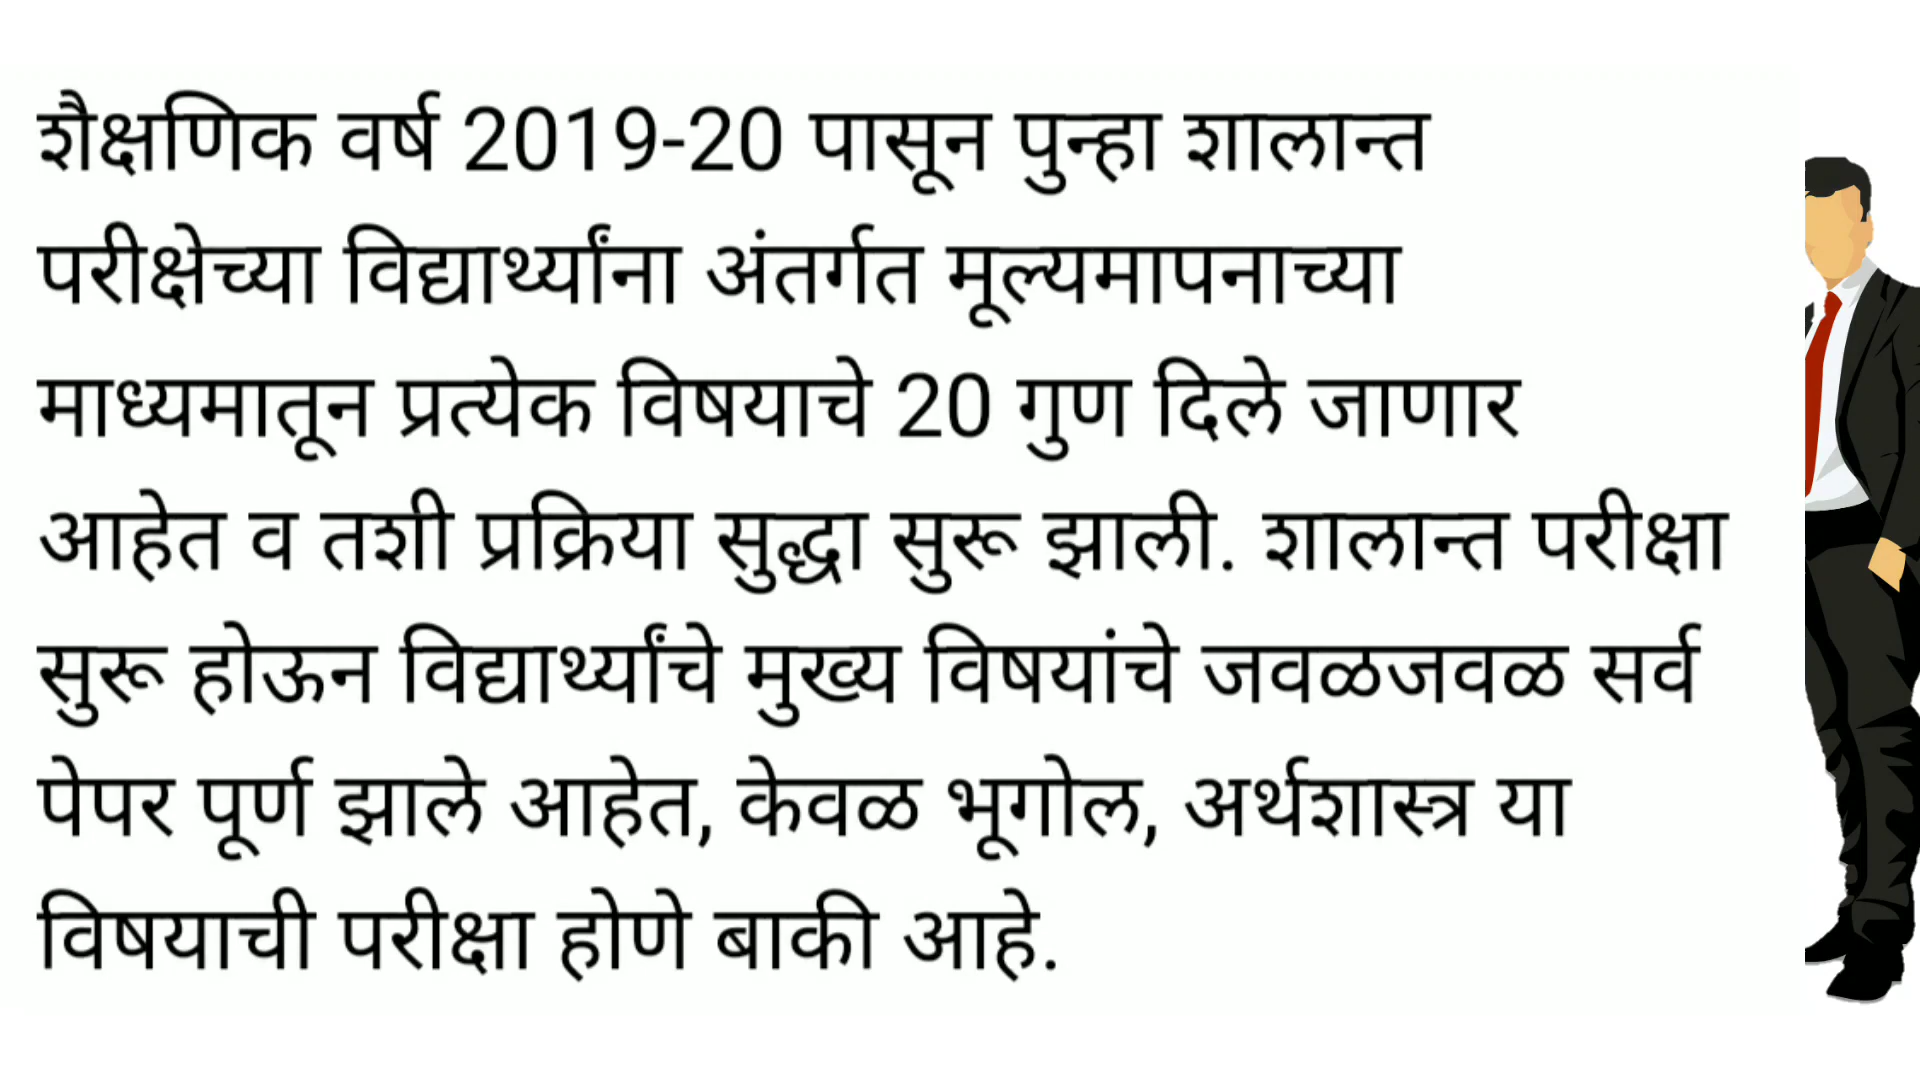 शैक्षणिक वर्ष 2019-20 पासून पुन्हा शालान्त
परीक्षेच्या विद्यार्थ्यांना अंतर्गत मूल्यमापनाच्या
माध्यमातून प्रत्येक विषयाचे 20 गुण दिले जाणार
आहेत व तशी प्रक्रिया सुद्धा सुरू झाली. शालान्त परीक्षा
सुरू होऊन विद्यार्थ्यांचे मुख्य विषयांचे जवळजवळ सर्व
पेपर पूर्ण झाले आहेत, केवळ भूगोल, अर्थशास्त्र या
विषयाची परीक्षा होणे बाकी आहे.